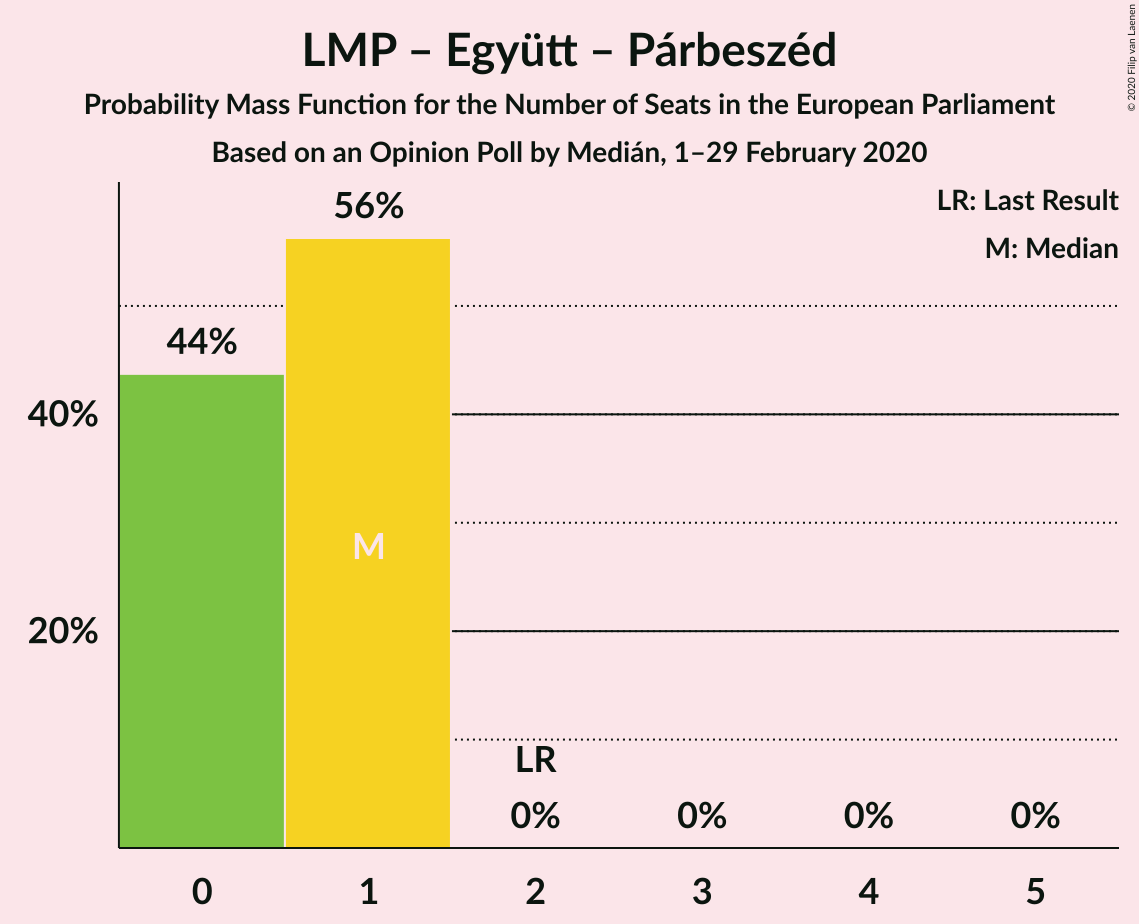 LMP – Együtt – Párbeszéd
Probability Mass Function for the Number of Seats in the European Parliament
Based on an Opinion Poll by Medián, 1–29 February 2020
© 2020 Filip van Laenen
LR: Last Result
M: Median
56%
44%
40%
M
20%
LR
0% 0% 0% 0%
0 1 2 3 4 5